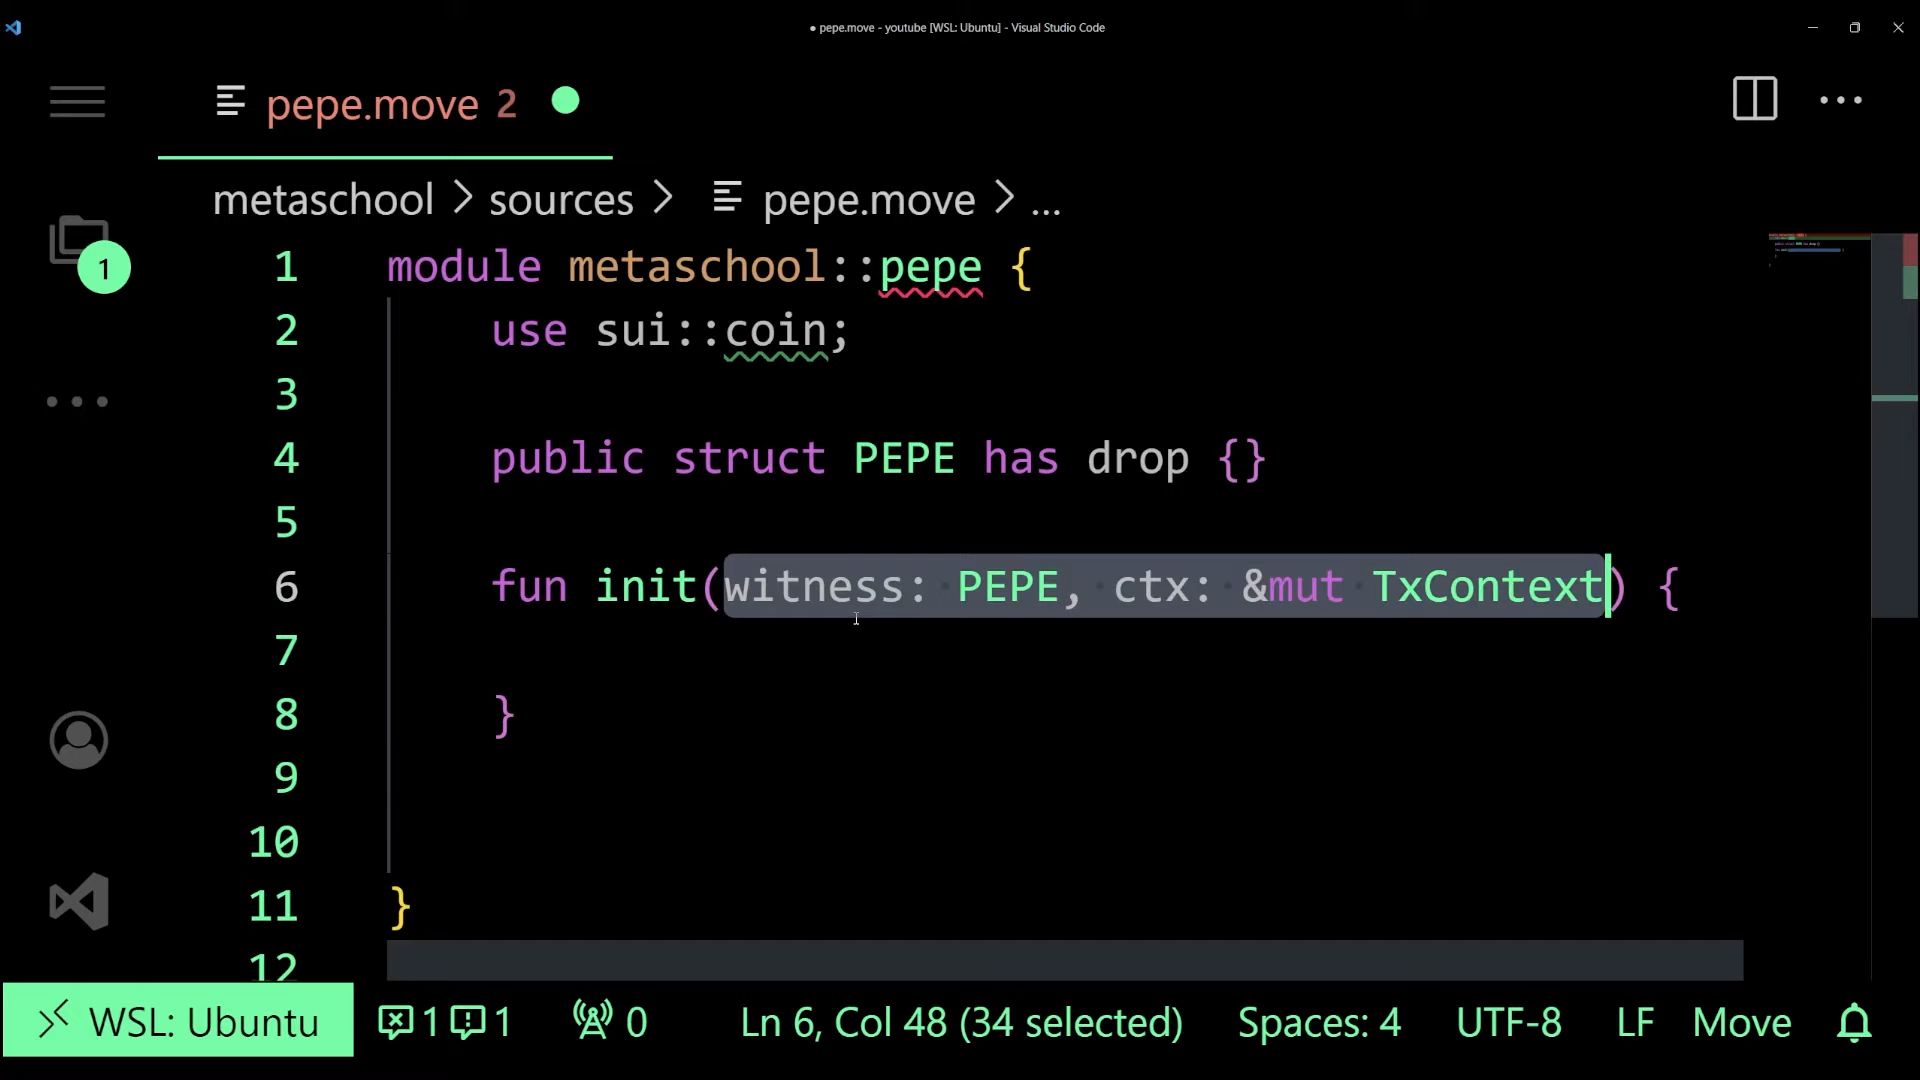 ● pepe.move - youtube [WSL: Ubuntu] - Visual Studio Code
pepe.move 2
metaschool > sources > pepe.move > ...
1 module metaschool::pepe {
2 use sui::coin;
3
4 public struct PEPE has drop {}
5
6 fun init(witness: PEPE, ctx: &mut TxContext) {
7
8 }
9
10
11 }
12
1
WSL: Ubuntu 1 1 0 Ln 6, Col 48 (34 selected) Spaces: 4 UTF-8 LF Move